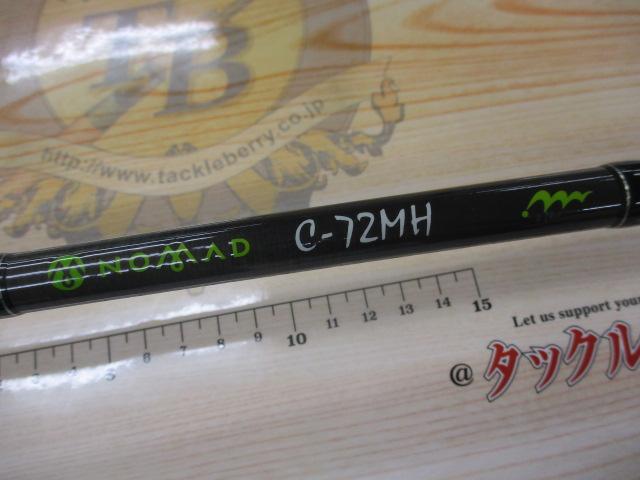 TB
http://www.tackleberry.co.jp
NOMAD C-72MH
5 6 7 8 9 10 11 12 13 14 15
Let us support your
@タックル